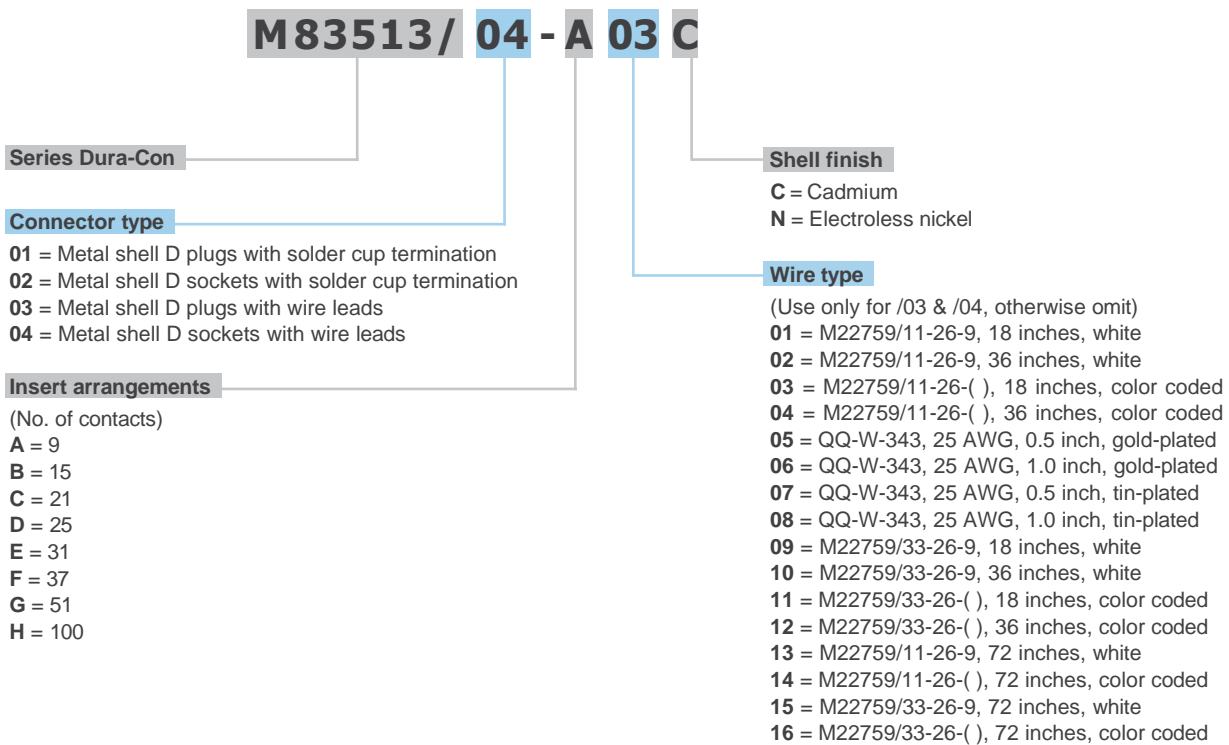 M83513/ 04 - A 03 C
Series Dura-Con
Connector type
01 = Metal shell D plugs with solder cup termination
02 = Metal shell D sockets with solder cup termination
03 = Metal shell D plugs with wire leads
04 = Metal shell D sockets with wire leads
Insert arrangements
(No. of contacts)
A = 9
B = 15
C = 21
D = 25
E = 31
F = 37
G = 51
H = 100
Shell finish
C = Cadmium
N = Electroless nickel
Wire type
(Use only for /03 & /04, otherwise omit)
01 = M22759/11-26-9, 18 inches, white
02 = M22759/11-26-9, 36 inches, white
03 = M22759/11-26-( ), 18 inches, color coded
04 = M22759/11-26-( ), 36 inches, color coded
05 = QQ-W-343, 25 AWG, 0.5 inch, gold-plated
06 = QQ-W-343, 25 AWG, 1.0 inch, gold-plated
07 = QQ-W-343, 25 AWG, 0.5 inch, tin-plated
08 = QQ-W-343, 25 AWG, 1.0 inch, tin-plated
09 = M22759/33-26-9, 18 inches, white
10 = M22759/33-26-9, 36 inches, white
11 = M22759/33-26-( ), 18 inches, color coded
12 = M22759/33-26-( ), 36 inches, color coded
13 = M22759/11-26-9, 72 inches, white
14 = M22759/11-26-( ), 72 inches, color coded
15 = M22759/33-26-9, 72 inches, white
16 = M22759/33-26-( ), 72 inches, color coded